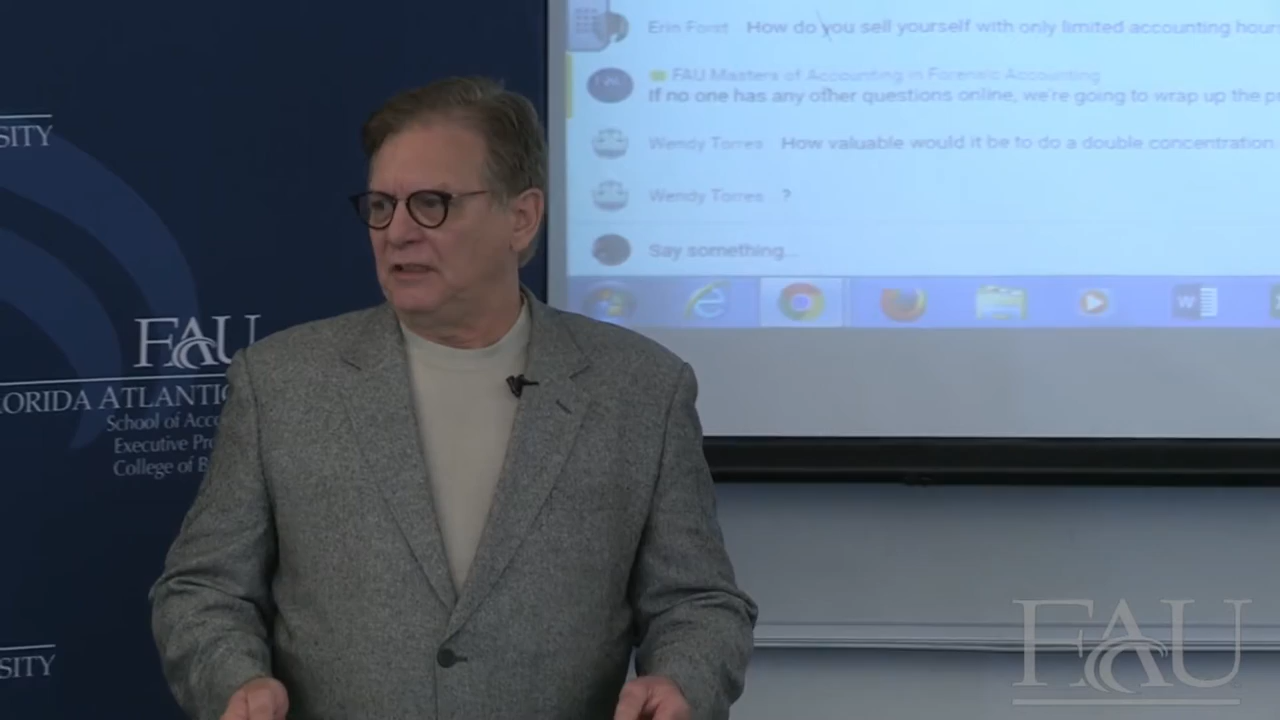 SITY
FAU
ORIDA ATLANTIC
School of Acco
Executive Pro
College of B
SITY
Erin Forst How do you sell yourself with only limited accounting hour
FAU Masters of Accounting in Forensic Accounting
If no one has any other questions online, we're going to wrap up the p
Wendy Torres How valuable would it be to do a double concentration
Wendy Torres ?
Say something...
W
FAU